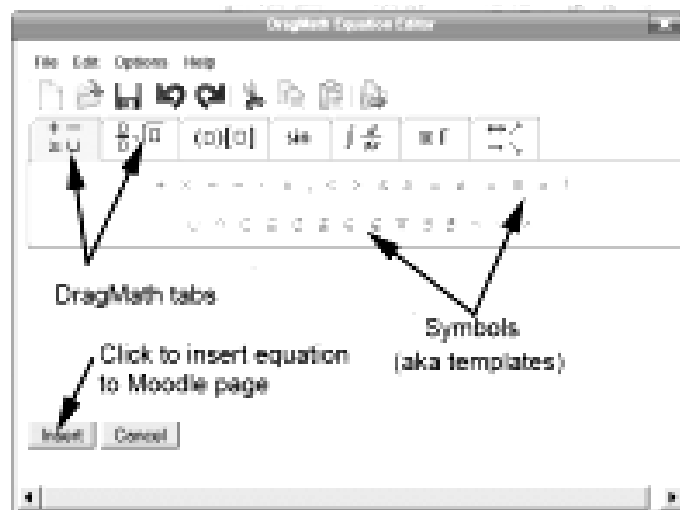 DragMath Equation Editor
File Edit Options Help
(□)[□] sin
DragMath tabs
Symbols
(aka templates)
Click to insert equation
to Moodle page
Insert Cancel